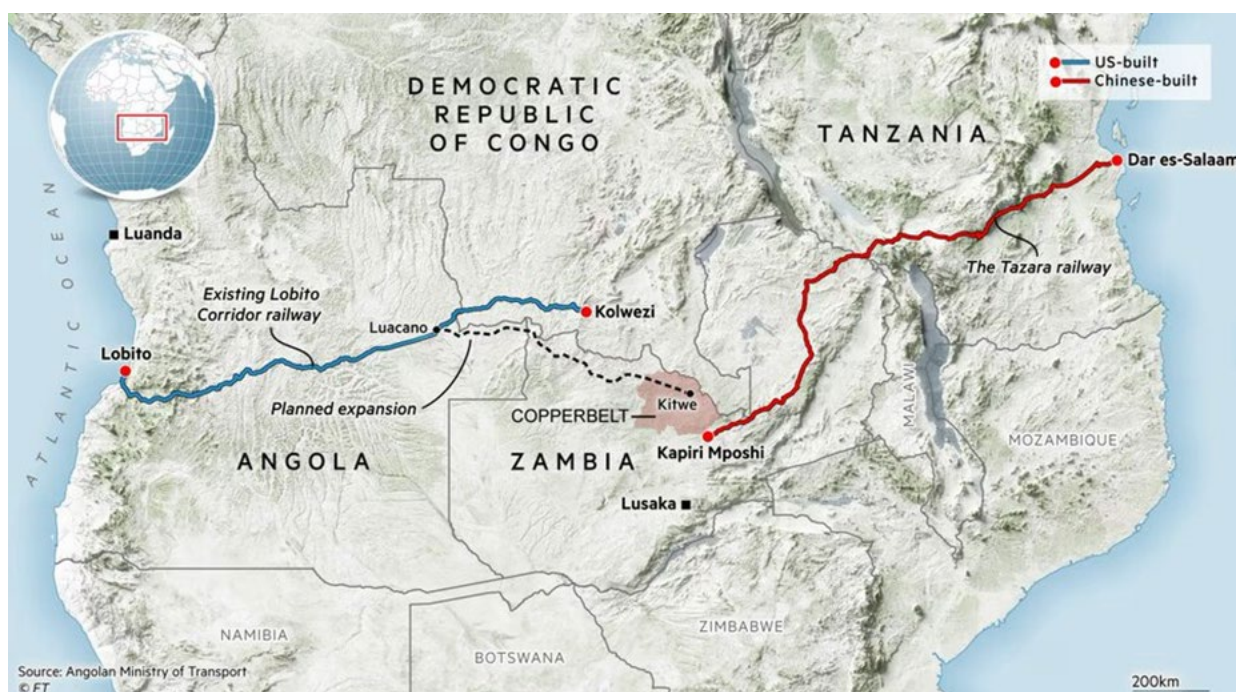 US-built
Chinese-built
DEMOCRATIC
REPUBLIC
OF CONGO
TANZANIA
Dar es-Salaam
ATLANTIC OCEAN
Luanda
The Tazara railway
Existing Lobito
Corridor railway
Kolwezi
Luacano
Lobito
Planned expansion
Kitwe
COPPERBELT
MALAWI
MOZAMBIQUE
Kapiri Mposhi
ANGOLA
ZAMBIA
Lusaka
NAMIBIA
ZIMBABWE
BOTSWANA
Source: Angolan Ministry of Transport
© FT
200km